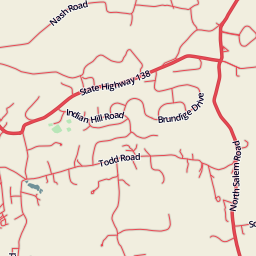 Nash Road
State Highway 138
Indian Hill Road
Brundige Drive
Todd Road
North Salem Road